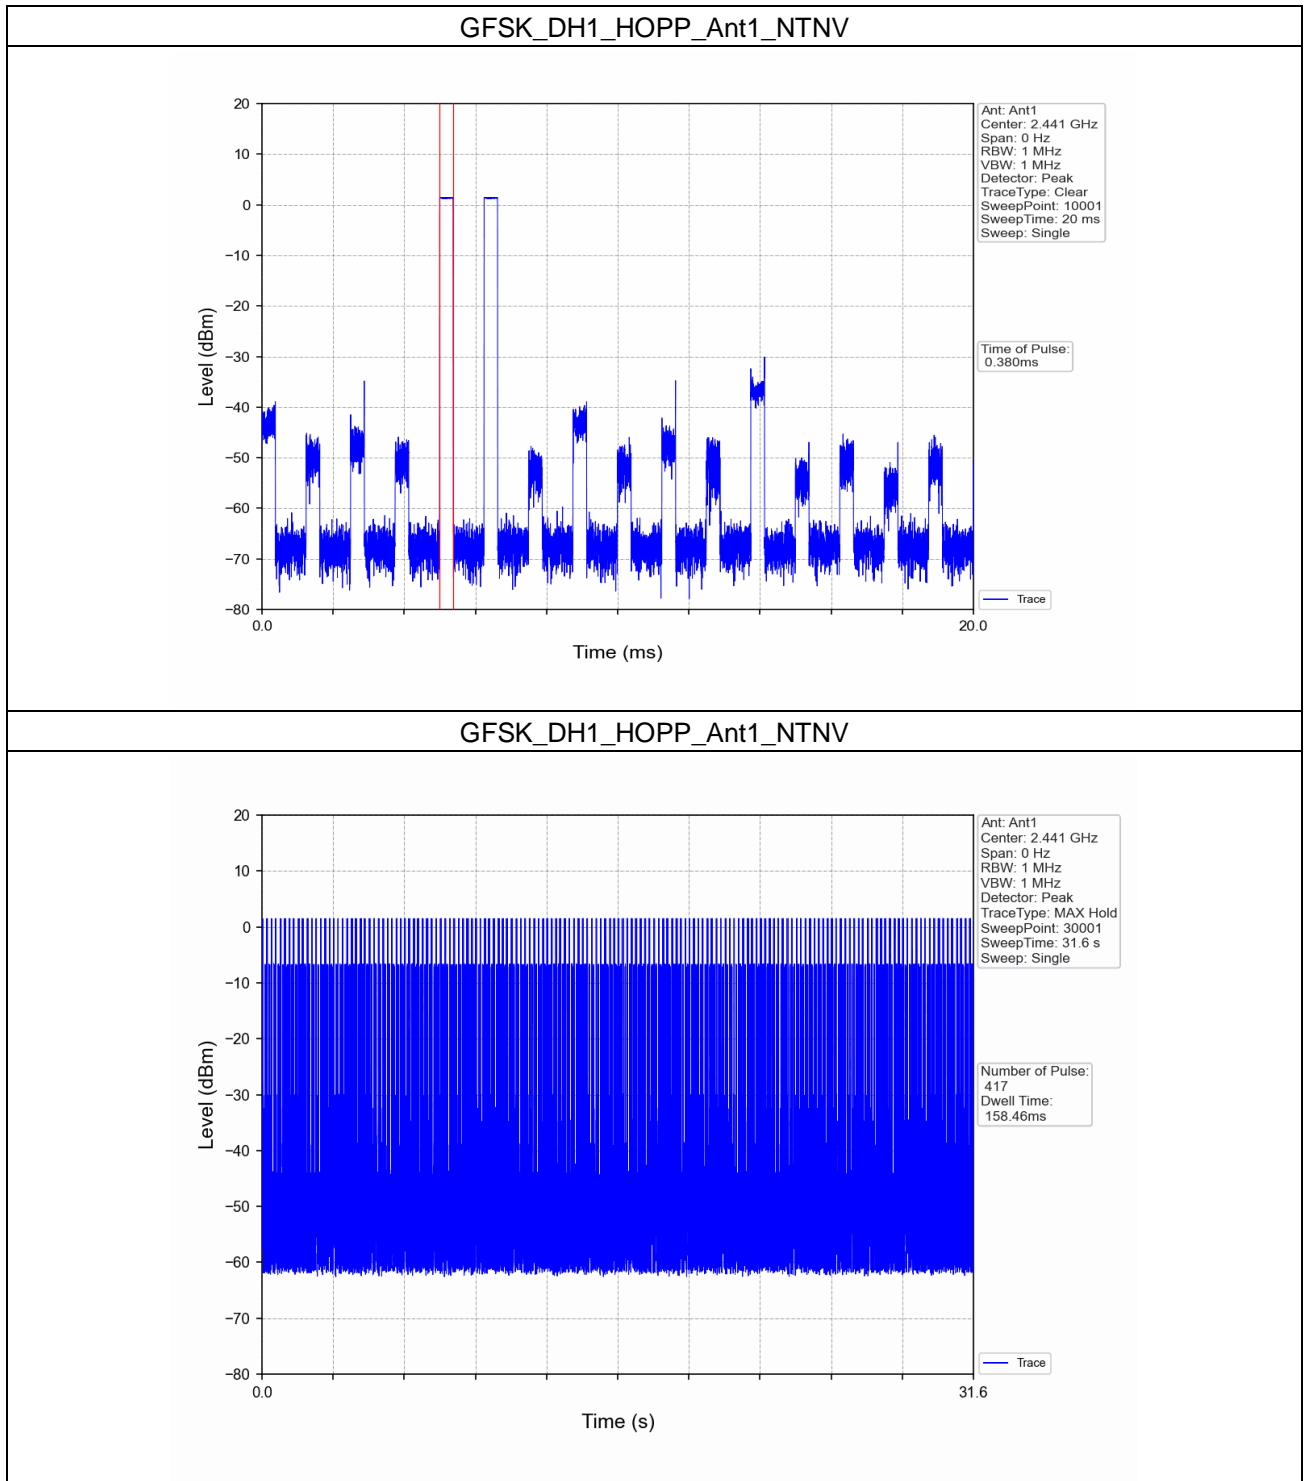 GFSK_DH1_HOPP_Ant1_NTNV
20
10
0
−10
−20
−30
−40
−50
−60
−70
−80
Level (dBm)
0.0
20.0
Time (ms)
Ant: Ant1
Center: 2.441 GHz
Span: 0 Hz
RBW: 1 MHz
VBW: 1 MHz
Detector: Peak
TraceType: Clear
SweepPoint: 10001
SweepTime: 20 ms
Sweep: Single
Time of Pulse:
0.380ms
Trace
GFSK_DH1_HOPP_Ant1_NTNV
20
10
0
−10
−20
−30
−40
−50
−60
−70
−80
Level (dBm)
0.0
31.6
Time (s)
Ant: Ant1
Center: 2.441 GHz
Span: 0 Hz
RBW: 1 MHz
VBW: 1 MHz
Detector: Peak
TraceType: MAX Hold
SweepPoint: 30001
SweepTime: 31.6 s
Sweep: Single
Number of Pulse:
417
Dwell Time:
158.46ms
Trace